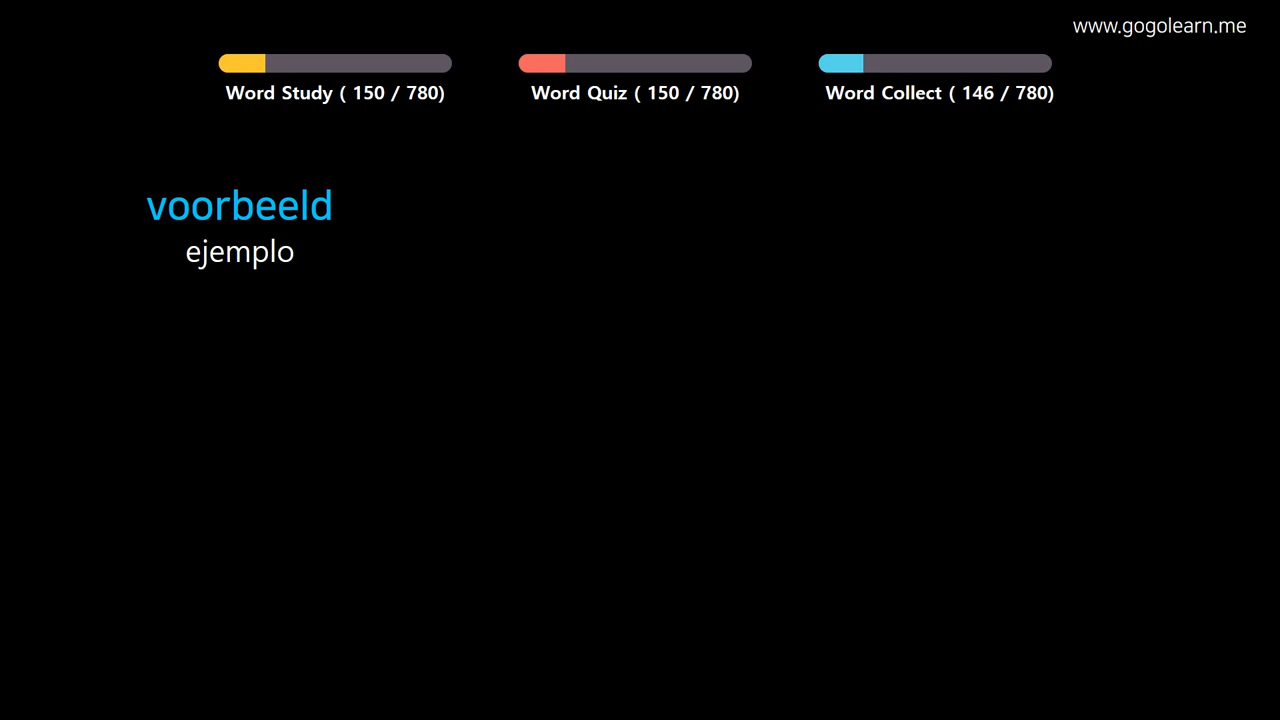 www.gogolearn.me
Word Study ( 150 / 780)
Word Quiz ( 150 / 780)
Word Collect ( 146 / 780)
voorbeeld
ejemplo